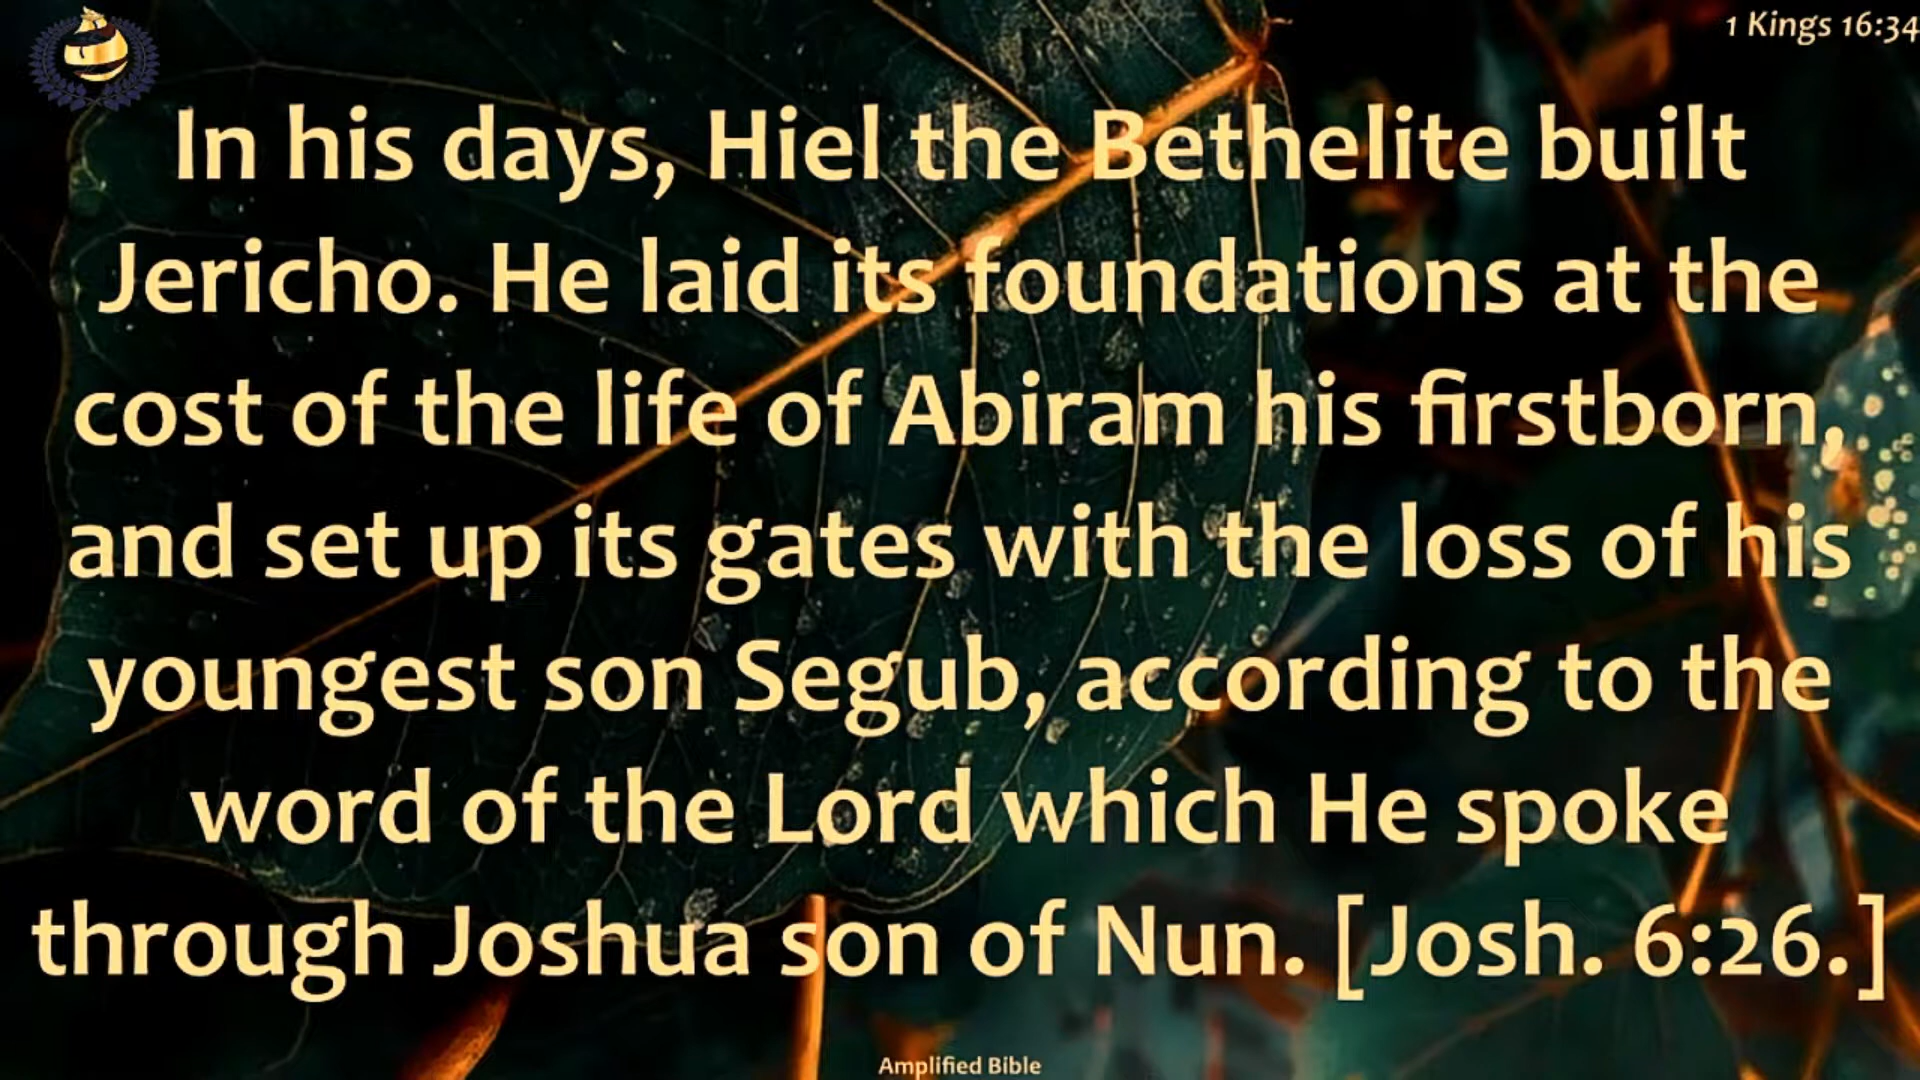 1 Kings 16:34
In his days, Hiel the Bethelite built
Jericho. He laid its foundations at the
cost of the life of Abiram his firstborn,
and set up its gates with the loss of his
youngest son Segub, according to the
word of the Lord which He spoke
through Joshua son of Nun. [Josh. 6:26.]
Amplified Bible